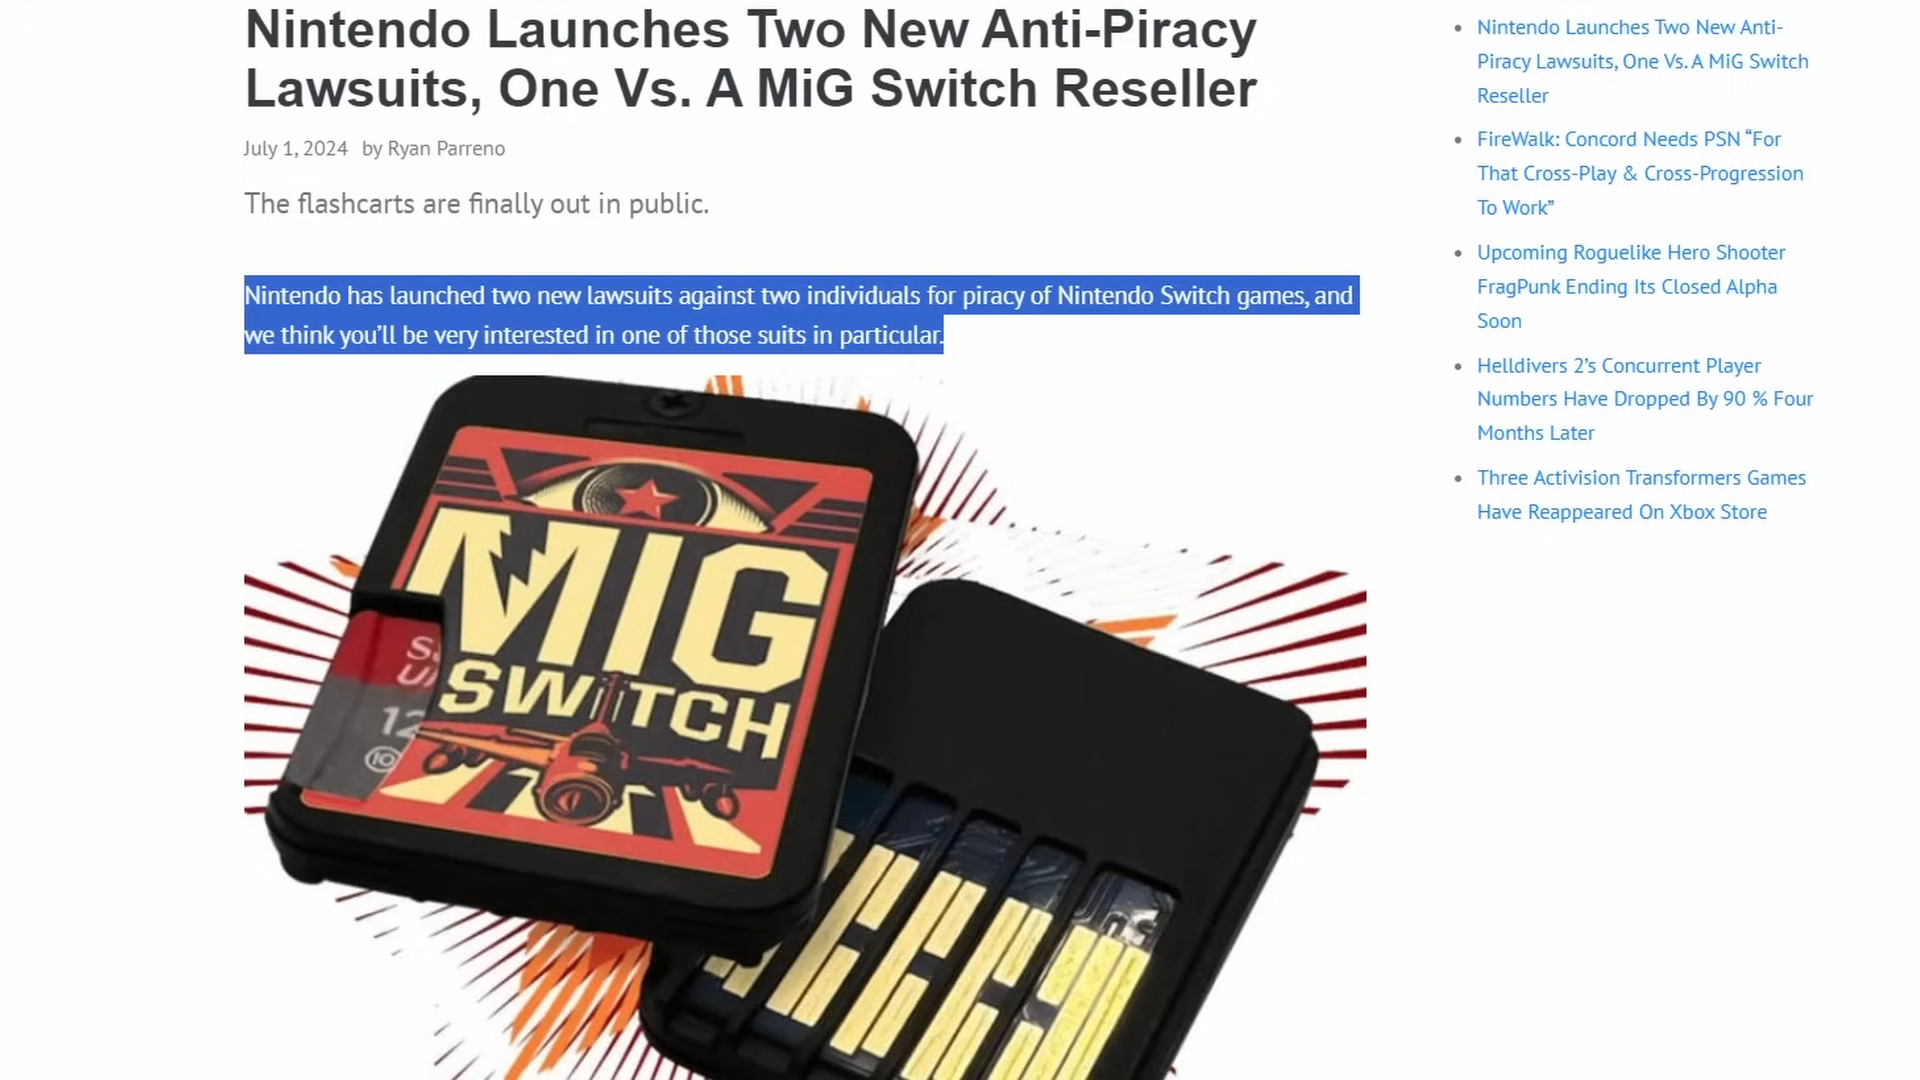 Nintendo Launches Two New Anti-Piracy
Lawsuits, One Vs. A MiG Switch Reseller
July 1, 2024 by Ryan Parreno
The flashcarts are finally out in public.
Nintendo has launched two new lawsuits against two individuals for piracy of Nintendo Switch games, and
we think you’ll be very interested in one of those suits in particular.
MIG
SWITCH
Nintendo Launches Two New Anti-
Piracy Lawsuits, One Vs. A MiG Switch
Reseller
FireWalk: Concord Needs PSN “For
That Cross-Play & Cross-Progression
To Work”
Upcoming Roguelike Hero Shooter
FragPunk Ending Its Closed Alpha
Soon
Helldivers 2’s Concurrent Player
Numbers Have Dropped By 90 % Four
Months Later
Three Activision Transformers Games
Have Reappeared On Xbox Store